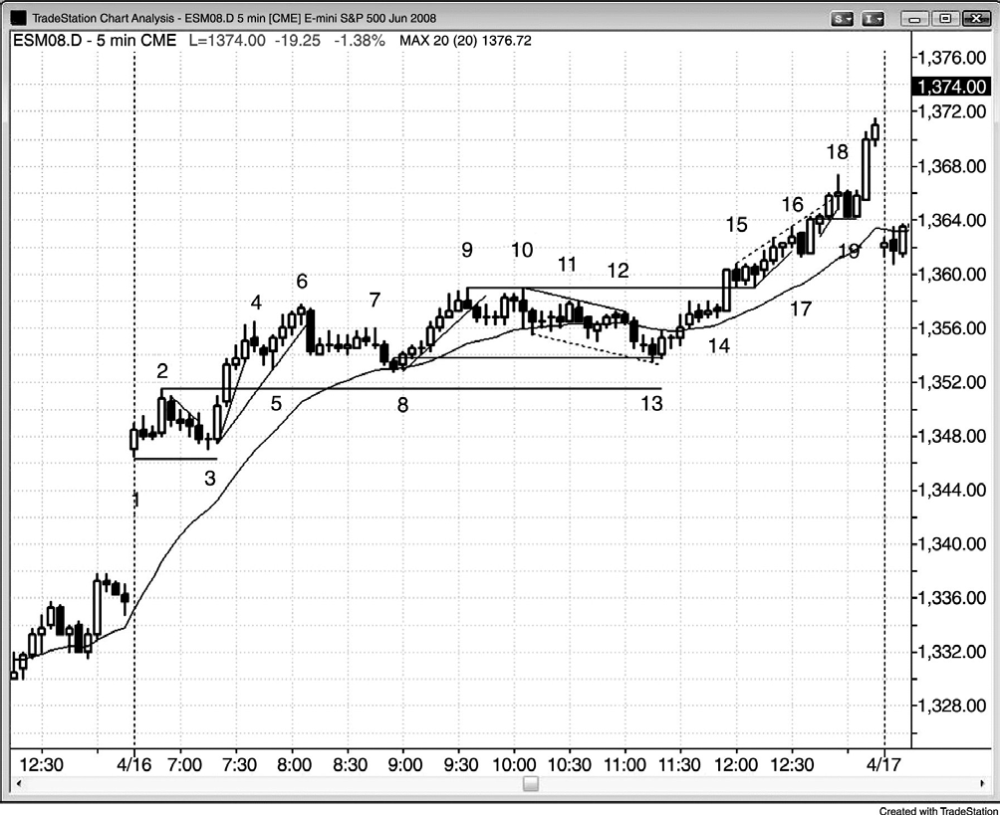 TradeStation Chart Analysis - ESM08.D 5 min [CME] E-mini S&P 500 Jun 2008
S
I
ESM08.D - 5 min CME L=1374.00 -19.25 -1.38% MAX 20 (20) 1376.72
1,376.00
1,374.00
1,372.00
18
1,368.00
16
15
1,364.00
9 10 11 12 19
1,360.00
6
4 7 17
1,356.00
14
2
1,352.00
5 8 13
1,348.00
3
1
1,344.00
1,340.00
1,336.00
1,332.00
1,328.00
12:30 4/16 7:00 7:30 8:00 8:30 9:00 9:30 10:00 10:30 11:00 11:30 12:00 12:30 4/17
Created with TradeStation